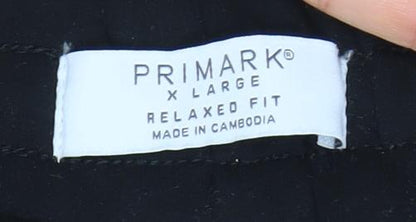 PRIMARK®
X LARGE
RELAXED FIT
MADE IN CAMBODIA